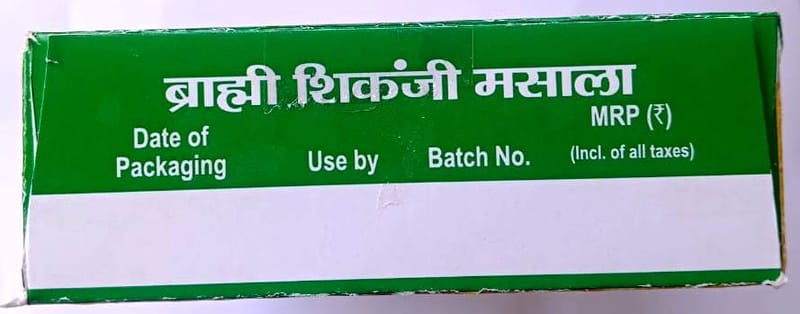 ब्राह्मी शिकंजी मसाला
Date of Packaging
Use by
Batch No.
MRP (₹)
(Incl. of all taxes)